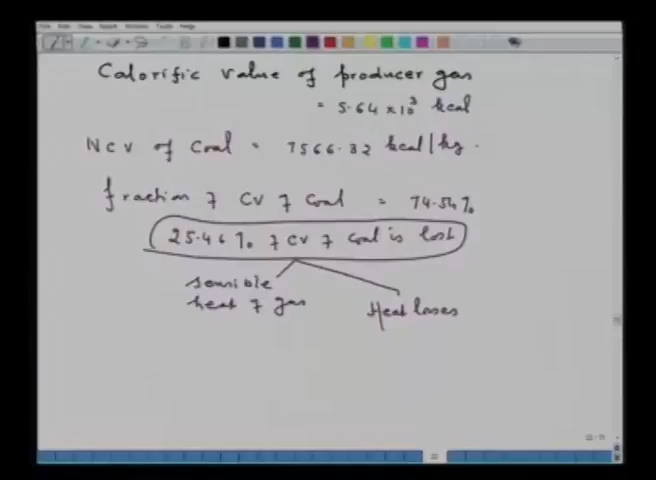 Calorific value of producer gas
= 5.64 x 10³ kcal
NCV of Coal = 7566.32 kcal/kg.
fraction of CV of Coal = 74.54%
25.46% of CV of Coal is lost
sensible
heat of gas
Heat losses